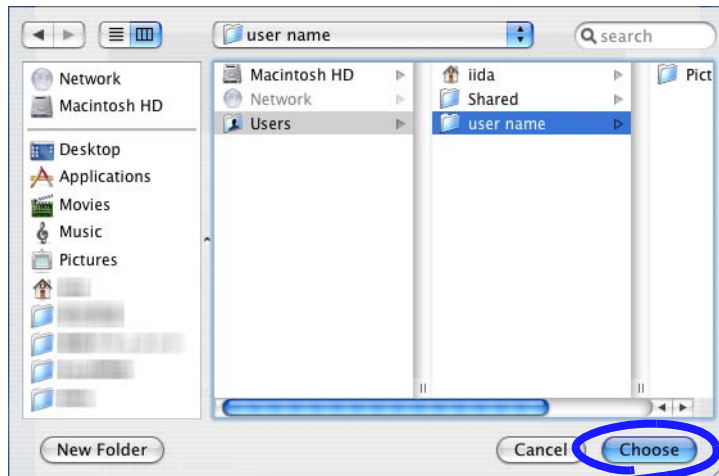 user name
search
Network
Macintosh HD
Desktop
Applications
Movies
Music
Pictures
Macintosh HD
Network
Users
iida
Shared
user name
Pict
New Folder
Cancel
Choose